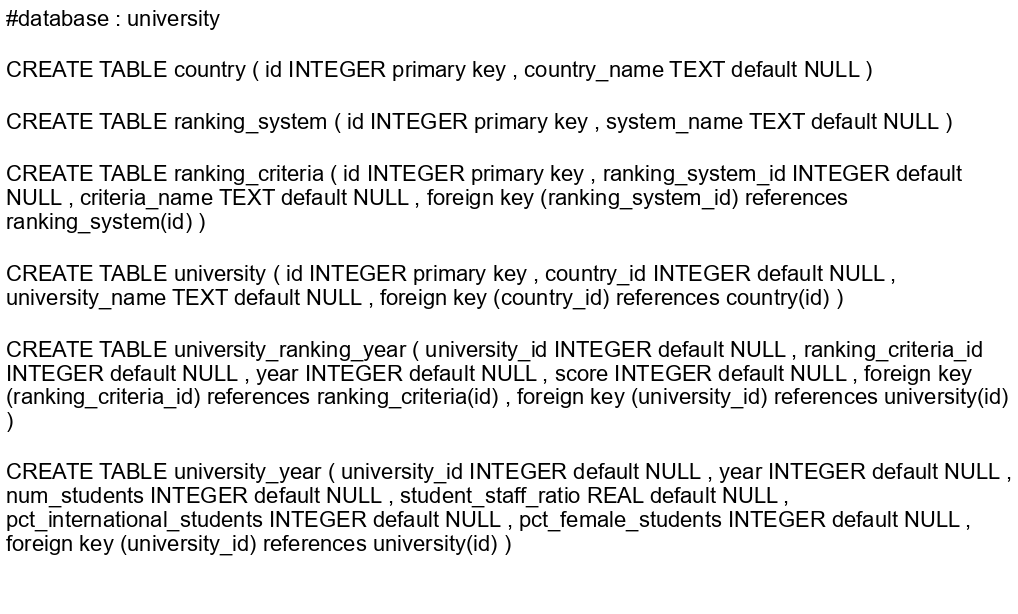 #database : university
CREATE TABLE country ( id INTEGER primary key , country_name TEXT default NULL )
CREATE TABLE ranking_system ( id INTEGER primary key , system_name TEXT default NULL )
CREATE TABLE ranking_criteria ( id INTEGER primary key , ranking_system_id INTEGER default
NULL , criteria_name TEXT default NULL , foreign key (ranking_system_id) references
ranking_system(id) )
CREATE TABLE university ( id INTEGER primary key , country_id INTEGER default NULL ,
university_name TEXT default NULL , foreign key (country_id) references country(id) )
CREATE TABLE university_ranking_year ( university_id INTEGER default NULL , ranking_criteria_id
INTEGER default NULL , year INTEGER default NULL , score INTEGER default NULL , foreign key
(ranking_criteria_id) references ranking_criteria(id) , foreign key (university_id) references university(id)
)
CREATE TABLE university_year ( university_id INTEGER default NULL , year INTEGER default NULL ,
num_students INTEGER default NULL , student_staff_ratio REAL default NULL ,
pct_international_students INTEGER default NULL , pct_female_students INTEGER default NULL ,
foreign key (university_id) references university(id) )